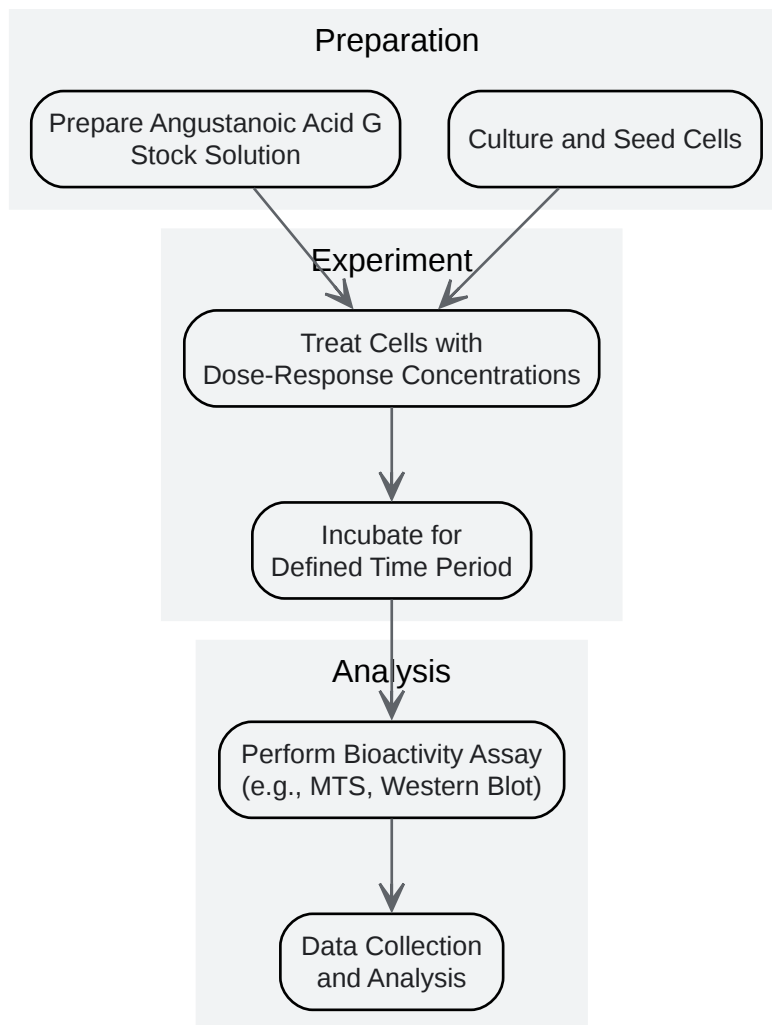 Preparation
Prepare Angustanoic Acid G
Stock Solution
Culture and Seed Cells
Experiment
Treat Cells with
Dose-Response Concentrations
Incubate for
Defined Time Period
Analysis
Perform Bioactivity Assay
(e.g., MTS, Western Blot)
Data Collection
and Analysis